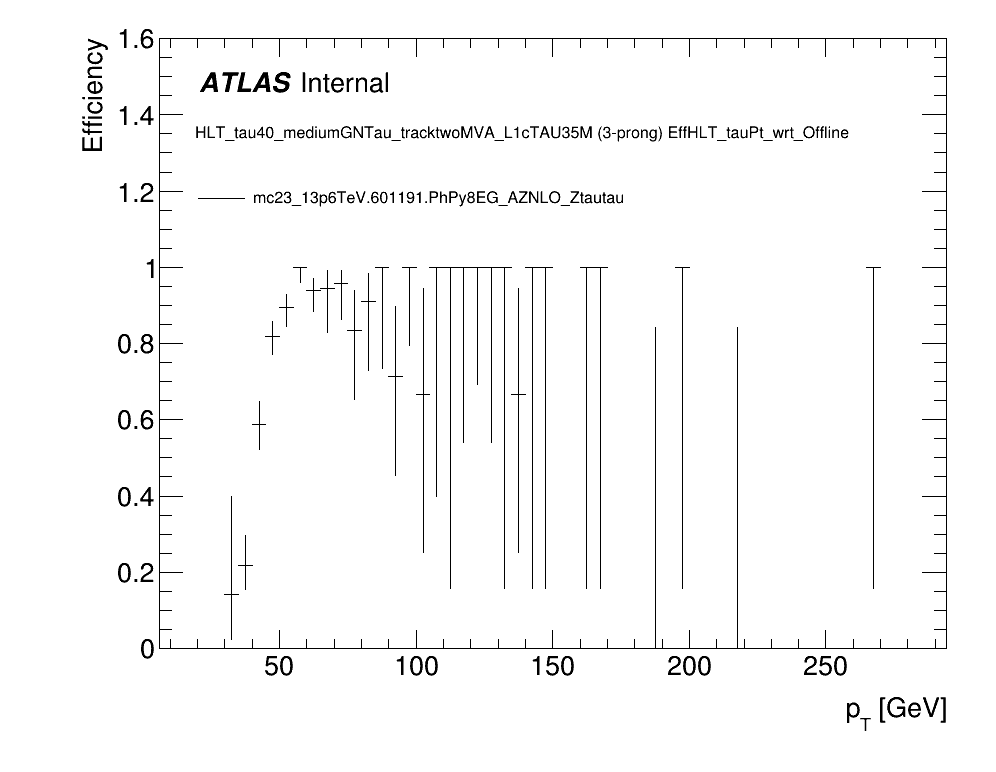 Efficiency
1.6
1.4
1.2
1
0.8
0.6
0.4
0.2
0
ATLAS Internal
HLT_tau40_mediumGNTau_tracktwoMVA_L1cTAU35M (3-prong) EffHLT_tauPt_wrt_Offline
mc23_13p6TeV.601191.PhPy8EG_AZNLO_Ztautau
50 100 150 200 250
p_T [GeV]